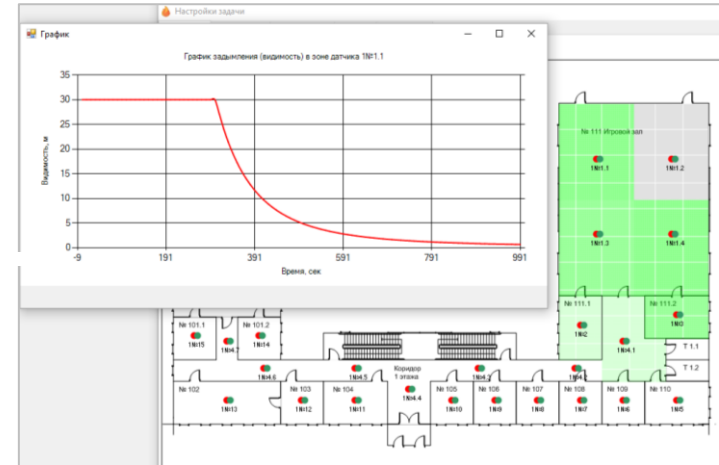 Настройки задачи
График
График задымления (видимость) в зоне датчика 1№1.1
Видимость, м
35
30
25
20
15
10
5
0
-9 191 391 591 791 991
Время, сек
№ 111 Игровой зал
1№1.1 1№1.2
1№1.3 1№1.4
№ 111.1 № 111.2
1№2 1№3
1№4.1
Т 1.1
Т 1.2
№ 101.1 № 101.2
1№15 1№14
1№4.6 1№4.5 1№4.3
Коридор
1 этажа
1№4.4
№ 102 № 103 № 104 № 105 № 106 № 107 № 108 № 109 № 110
1№13 1№12 1№11 1№10 1№9 1№8 1№7 1№6 1№5